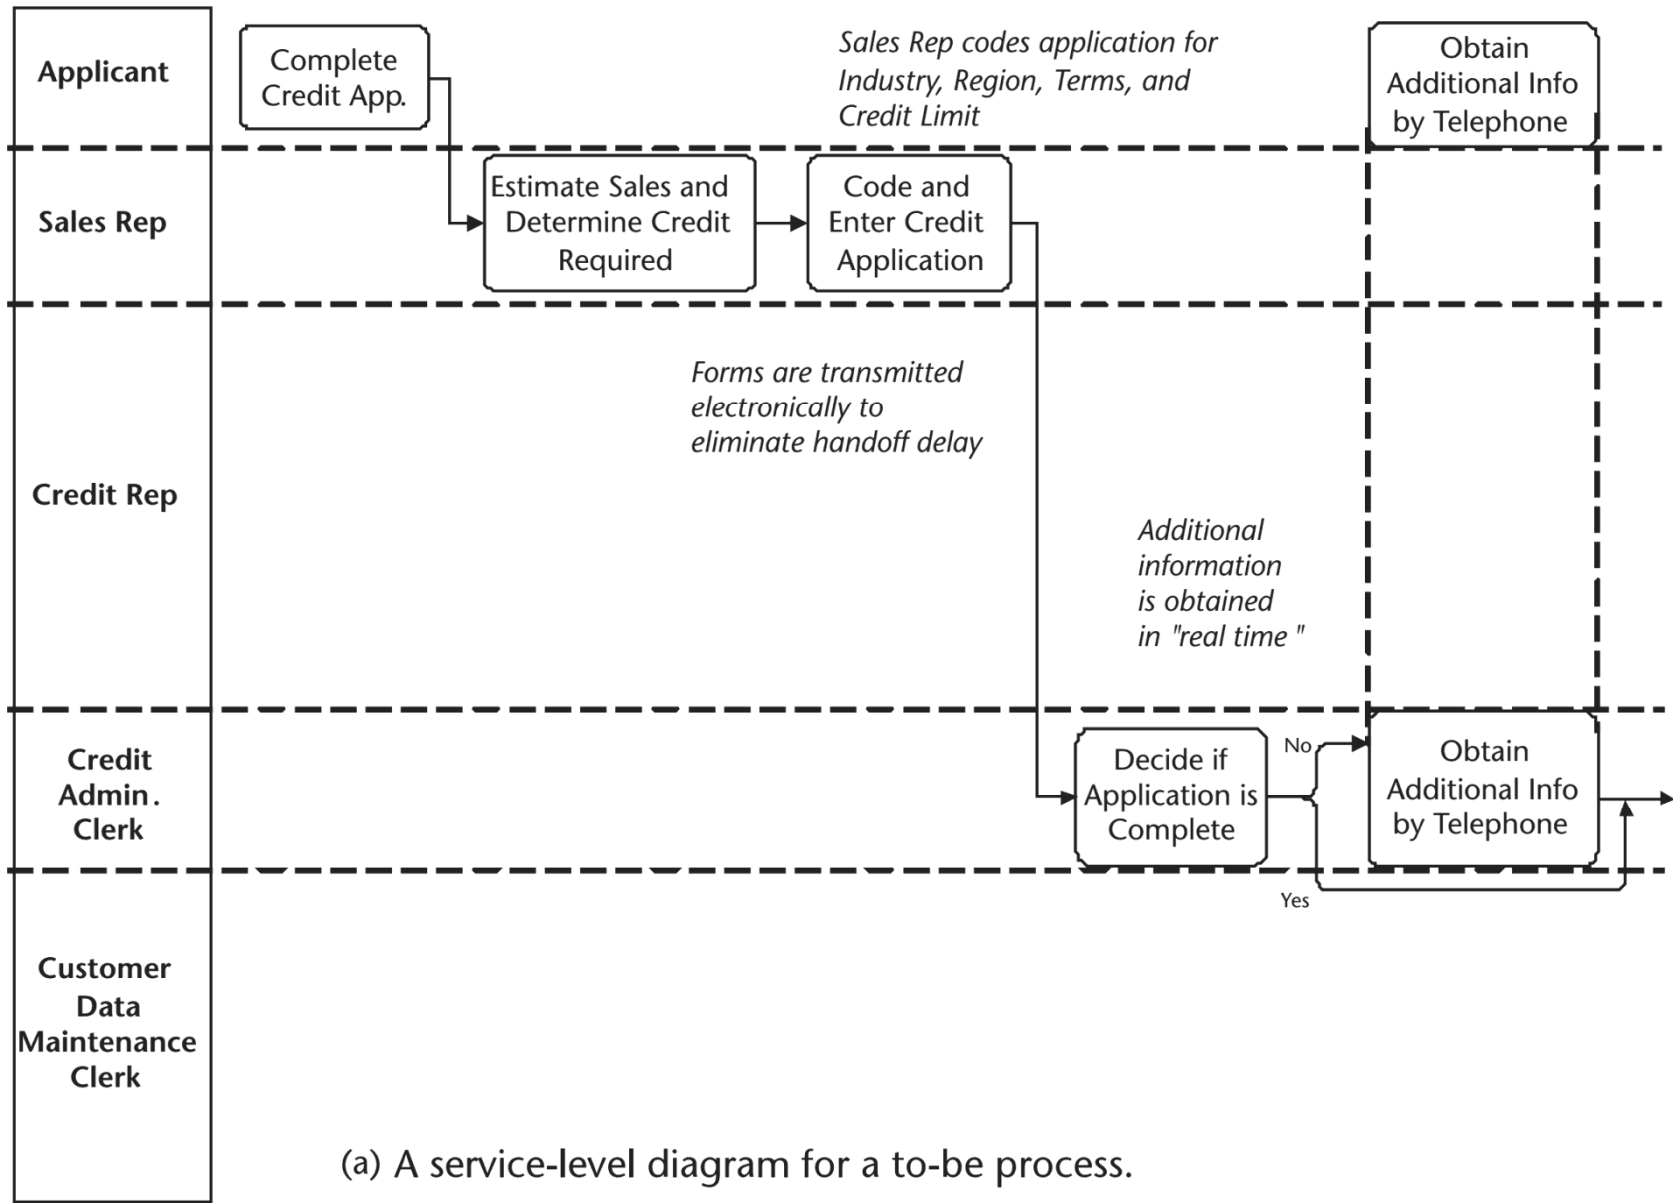 Applicant
Complete
Credit App.
Sales Rep codes application for
Industry, Region, Terms, and
Credit Limit
Obtain
Additional Info
by Telephone
Sales Rep
Estimate Sales and
Determine Credit
Required
Code and
Enter Credit
Application
Credit Rep
Forms are transmitted
electronically to
eliminate handoff delay
Additional
information
is obtained
in "real time "
Credit
Admin.
Clerk
Decide if
Application is
Complete
No
Yes
Obtain
Additional Info
by Telephone
Customer
Data
Maintenance
Clerk
(a) A service-level diagram for a to-be process.